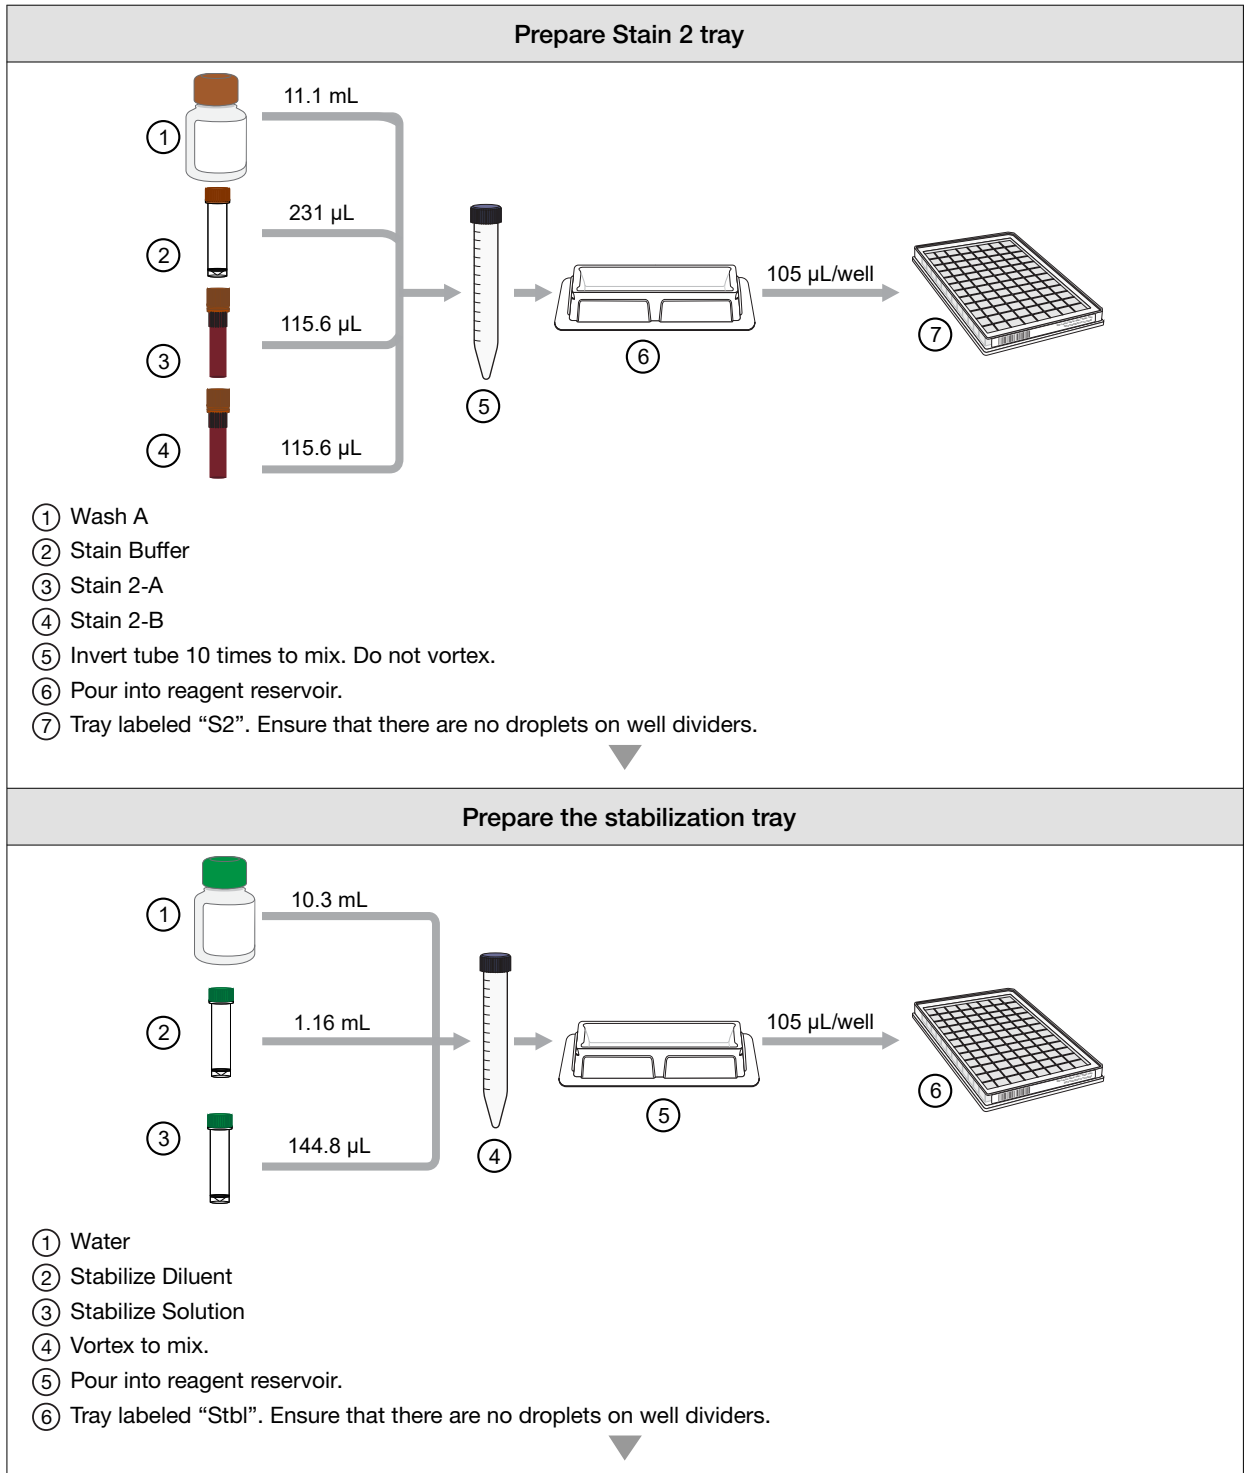 Prepare Stain 2 tray
11.1 mL
1
231 µL
2
115.6 µL
3
115.6 µL
4
5
6
105 µL/well
7
① Wash A
② Stain Buffer
③ Stain 2-A
④ Stain 2-B
⑤ Invert tube 10 times to mix. Do not vortex.
⑥ Pour into reagent reservoir.
⑦ Tray labeled “S2”. Ensure that there are no droplets on well dividers.
Prepare the stabilization tray
10.3 mL
1
1.16 mL
2
144.8 µL
3
4
5
105 µL/well
6
① Water
② Stabilize Diluent
③ Stabilize Solution
④ Vortex to mix.
⑤ Pour into reagent reservoir.
⑥ Tray labeled “Stbl”. Ensure that there are no droplets on well dividers.